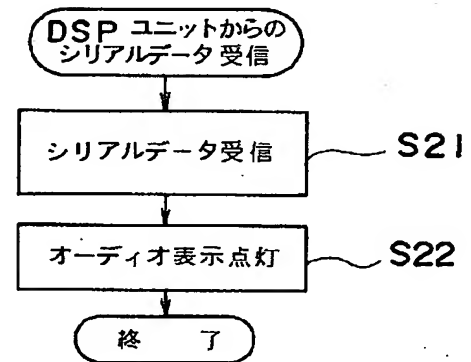 DSP ユニットからの
シリアルデータ受信
シリアルデータ受信
S21
オーディオ表示点灯
S22
終 了